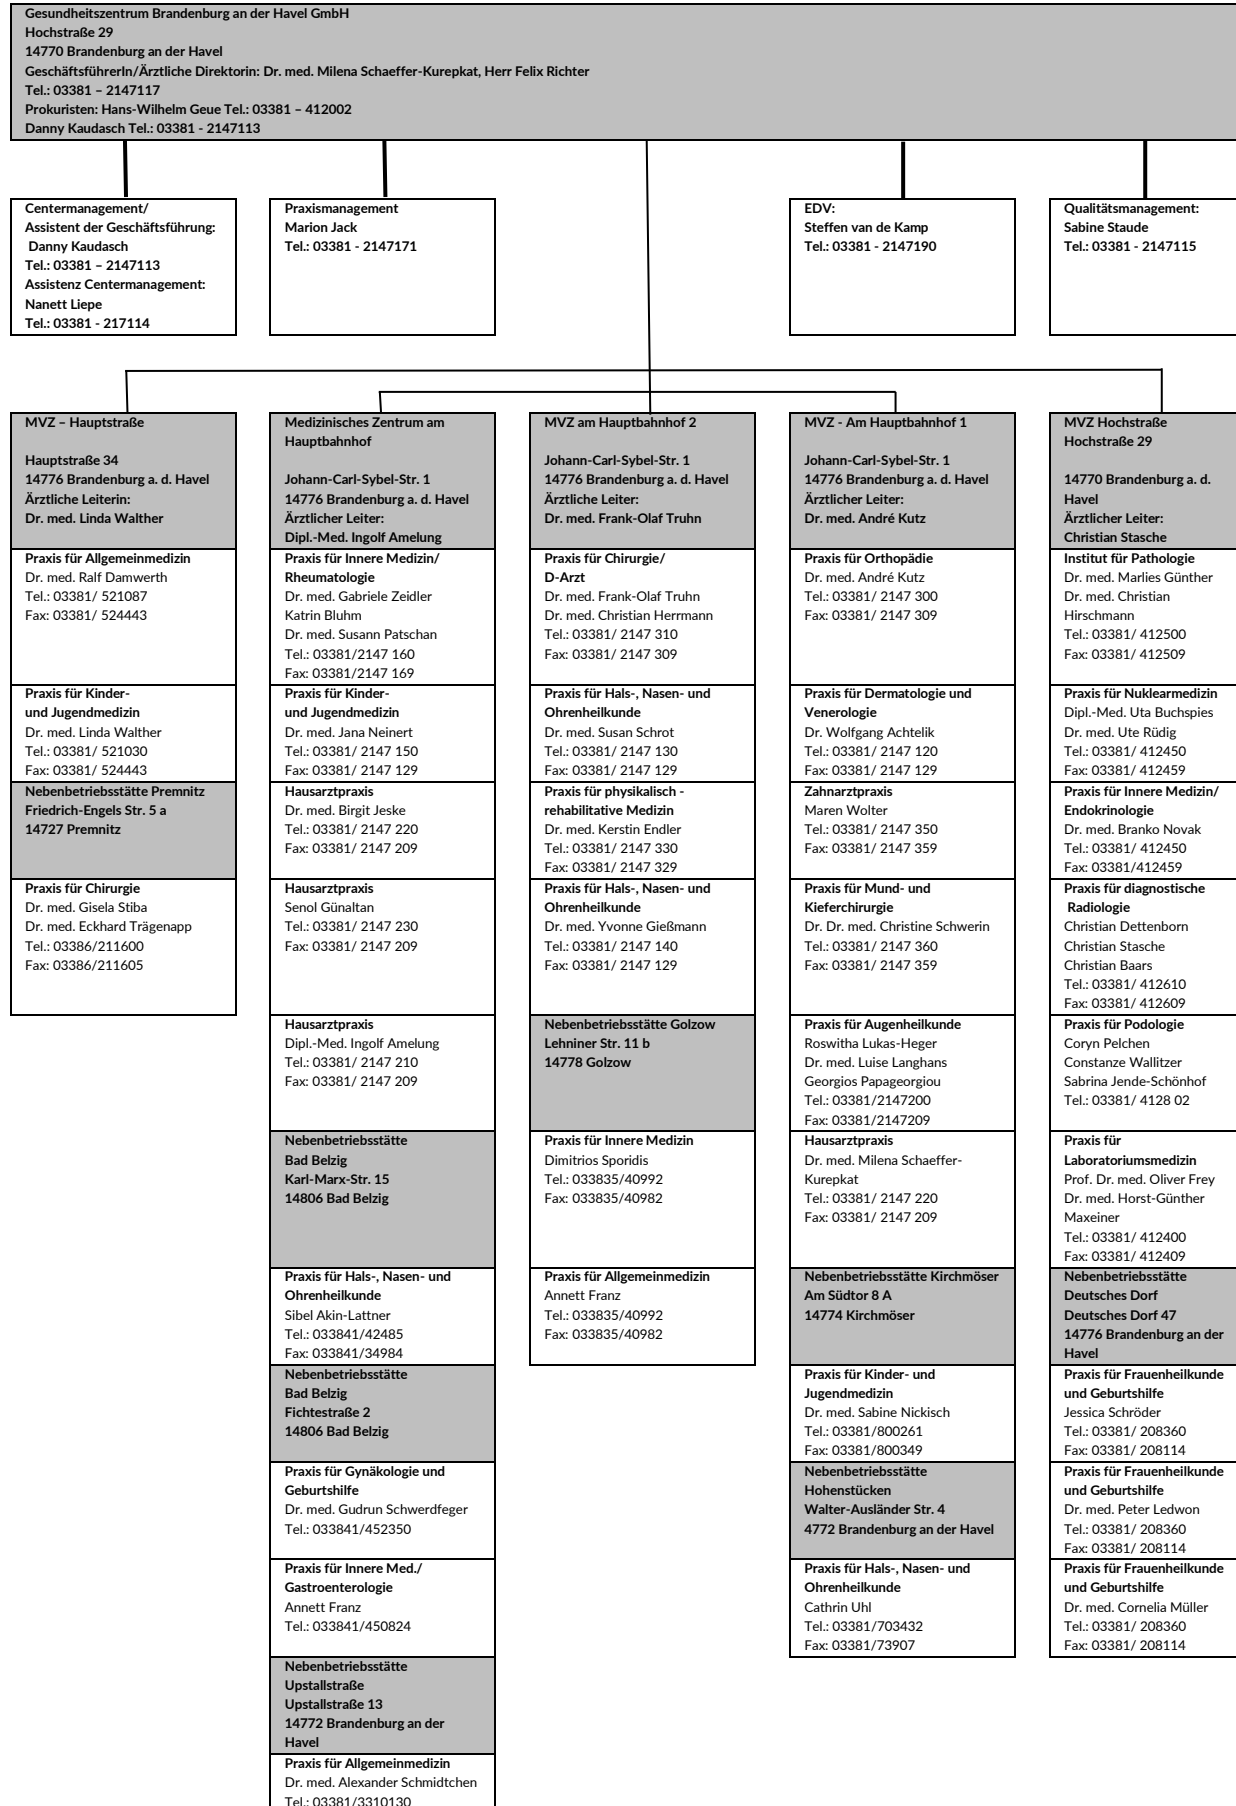 Gesundheitszentrum Brandenburg an der Havel GmbH
Hochstraße 29
14770 Brandenburg an der Havel
GeschäftsführerIn/Ärztliche Direktorin: Dr. med. Milena Schaeffer-Kurepkat, Herr Felix Richter
Tel.: 03381 – 2147117
Prokuristen: Hans-Wilhelm Geue Tel.: 03381 – 412002
Danny Kaudasch Tel.: 03381 - 2147113
Centermanagement/
Assistent der Geschäftsführung:
Danny Kaudasch
Tel.: 03381 – 2147113
Assistenz Centermanagement:
Nanett Liepe
Tel.: 03381 - 217114
Praxismanagement
Marion Jack
Tel.: 03381 - 2147171
EDV:
Steffen van de Kamp
Tel.: 03381 - 2147190
Qualitätsmanagement:
Sabine Staude
Tel.: 03381 - 2147115
MVZ – Hauptstraße
Hauptstraße 34
14776 Brandenburg a. d. Havel
Ärztliche Leiterin:
Dr. med. Linda Walther
Praxis für Allgemeinmedizin
Dr. med. Ralf Damwerth
Tel.: 03381/ 521087
Fax: 03381/ 524443
Praxis für Kinder-
und Jugendmedizin
Dr. med. Linda Walther
Tel.: 03381/ 521030
Fax: 03381/ 524443
Nebenbetriebsstätte Premnitz
Friedrich-Engels Str. 5 a
14727 Premnitz
Praxis für Chirurgie
Dr. med. Gisela Stiba
Dr. med. Eckhard Trägenapp
Tel.: 03386/211600
Fax: 03386/211605
Medizinisches Zentrum am
Hauptbahnhof
Johann-Carl-Sybel-Str. 1
14776 Brandenburg a. d. Havel
Ärztlicher Leiter:
Dipl.-Med. Ingolf Amelung
Praxis für Innere Medizin/
Rheumatologie
Dr. med. Gabriele Zeidler
Katrin Bluhm
Dr. med. Susann Patschan
Tel.: 03381/2147 160
Fax: 03381/2147 169
Praxis für Kinder-
und Jugendmedizin
Dr. med. Jana Neinert
Tel.: 03381/ 2147 150
Fax: 03381/ 2147 129
Hausarztpraxis
Dr. med. Birgit Jeske
Tel.: 03381/ 2147 220
Fax: 03381/ 2147 209
Hausarztpraxis
Senol Günaltan
Tel.: 03381/ 2147 230
Fax: 03381/ 2147 209
Hausarztpraxis
Dipl.-Med. Ingolf Amelung
Tel.: 03381/ 2147 210
Fax: 03381/ 2147 209
Nebenbetriebsstätte
Bad Belzig
Karl-Marx-Str. 15
14806 Bad Belzig
Praxis für Hals-, Nasen- und
Ohrenheilkunde
Sibel Akin-Lattner
Tel.: 033841/42485
Fax: 033841/34984
Nebenbetriebsstätte
Bad Belzig
Fichtestraße 2
14806 Bad Belzig
Praxis für Gynäkologie und
Geburtshilfe
Dr. med. Gudrun Schwerdfeger
Tel.: 033841/452350
Praxis für Innere Med./
Gastroenterologie
Annett Franz
Tel.: 033841/450824
Nebenbetriebsstätte
Upstallstraße
Upstallstraße 13
14772 Brandenburg an der
Havel
Praxis für Allgemeinmedizin
Dr. med. Alexander Schmidtchen
Tel.: 03381/3310130
MVZ am Hauptbahnhof 2
Johann-Carl-Sybel-Str. 1
14776 Brandenburg a. d. Havel
Ärztliche Leiter:
Dr. med. Frank-Olaf Truhn
Praxis für Chirurgie/
D-Arzt
Dr. med. Frank-Olaf Truhn
Dr. med. Christian Herrmann
Tel.: 03381/ 2147 310
Fax: 03381/ 2147 309
Praxis für Hals-, Nasen- und
Ohrenheilkunde
Dr. med. Susan Schrot
Tel.: 03381/ 2147 130
Fax: 03381/ 2147 129
Praxis für physikalisch -
rehabilitative Medizin
Dr. med. Kerstin Endler
Tel.: 03381/ 2147 330
Fax: 03381/ 2147 329
Praxis für Hals-, Nasen- und
Ohrenheilkunde
Dr. med. Yvonne Gießmann
Tel.: 03381/ 2147 140
Fax: 03381/ 2147 129
Nebenbetriebsstätte Golzow
Lehniner Str. 11 b
14778 Golzow
Praxis für Innere Medizin
Dimitrios Sporidis
Tel.: 033835/40992
Fax: 033835/40982
Praxis für Allgemeinmedizin
Annett Franz
Tel.: 033835/40992
Fax: 033835/40982
MVZ - Am Hauptbahnhof 1
Johann-Carl-Sybel-Str. 1
14776 Brandenburg a. d. Havel
Ärztlicher Leiter:
Dr. med. André Kutz
Praxis für Orthopädie
Dr. med. André Kutz
Tel.: 03381/ 2147 300
Fax: 03381/ 2147 309
Praxis für Dermatologie und
Venerologie
Dr. Wolfgang Achtelik
Tel.: 03381/ 2147 120
Fax: 03381/ 2147 129
Zahnarztpraxis
Maren Wolter
Tel.: 03381/ 2147 350
Fax: 03381/ 2147 359
Praxis für Mund- und
Kieferchirurgie
Dr. Dr. med. Christine Schwerin
Tel.: 03381/ 2147 360
Fax: 03381/ 2147 359
Praxis für Augenheilkunde
Roswitha Lukas-Heger
Dr. med. Luise Langhans
Georgios Papageorgiou
Tel.: 03381/2147200
Fax: 03381/2147209
Hausarztpraxis
Dr. med. Milena Schaeffer-
Kurepkat
Tel.: 03381/ 2147 220
Fax: 03381/ 2147 209
Nebenbetriebsstätte Kirchmöser
Am Südtor 8 A
14774 Kirchmöser
Praxis für Kinder- und
Jugendmedizin
Dr. med. Sabine Nickisch
Tel.: 03381/800261
Fax: 03381/800349
Nebenbetriebsstätte
Hohenstücken
Walter-Ausländer Str. 4
4772 Brandenburg an der Havel
Praxis für Hals-, Nasen- und
Ohrenheilkunde
Cathrin Uhl
Tel.: 03381/703432
Fax: 03381/73907
MVZ Hochstraße
Hochstraße 29
14770 Brandenburg a. d.
Havel
Ärztlicher Leiter:
Christian Stasche
Institut für Pathologie
Dr. med. Marlies Günther
Dr. med. Christian
Hirschmann
Tel.: 03381/ 412500
Fax: 03381/ 412509
Praxis für Nuklearmedizin
Dipl.-Med. Uta Buchspies
Dr. med. Ute Rüdig
Tel.: 03381/ 412450
Fax: 03381/ 412459
Praxis für Innere Medizin/
Endokrinologie
Dr. med. Branko Novak
Tel.: 03381/ 412450
Fax: 03381/412459
Praxis für diagnostische
Radiologie
Christian Dettenborn
Christian Stasche
Christian Baars
Tel.: 03381/ 412610
Fax: 03381/ 412609
Praxis für Podologie
Coryn Pelchen
Constanze Wallitzer
Sabrina Jende-Schönhof
Tel.: 03381/ 4128 02
Praxis für
Laboratoriumsmedizin
Prof. Dr. med. Oliver Frey
Dr. med. Horst-Günther
Maxeiner
Tel.: 03381/ 412400
Fax: 03381/ 412409
Nebenbetriebsstätte
Deutsches Dorf
Deutsches Dorf 47
14776 Brandenburg an der
Havel
Praxis für Frauenheilkunde
und Geburtshilfe
Jessica Schröder
Tel.: 03381/ 208360
Fax: 03381/ 208114
Praxis für Frauenheilkunde
und Geburtshilfe
Dr. med. Peter Ledwon
Tel.: 03381/ 208360
Fax: 03381/ 208114
Praxis für Frauenheilkunde
und Geburtshilfe
Dr. med. Cornelia Müller
Tel.: 03381/ 208360
Fax: 03381/ 208114